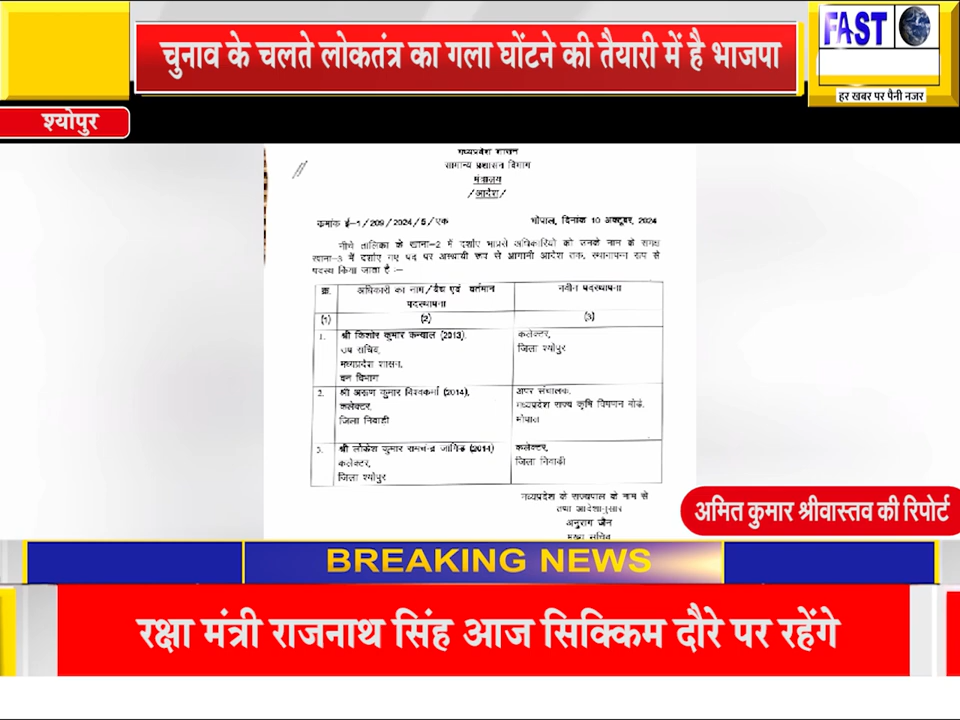 चुनाव के चलते लोकतंत्र का गला घोंटने की तैयारी में है भाजपा
FAST
हर खबर पर पैनी नजर
श्योपुर
मध्यप्रदेश शासन
सामान्य प्रशासन विभाग
मंत्रालय
/आदेश/
क्रमांक ई-1/209/2024/5/एक भोपाल, दिनांक 10 अक्टूबर, 2024
नीचे तालिका के खाना-2 में दर्शाए भाप्रसे अधिकारियों को उनके नाम के समक्ष
खाना-3 में दर्शाए गए पद पर अस्थायी रूप से आगामी आदेश तक, स्थानापन्न रूप से
पदस्थ किया जाता है :-
क्र. अधिकारी का नाम/बैच एवं वर्तमान पदस्थापना नवीन पदस्थापना
(1) (2) (3)
1. श्री किशोर कुमार कन्याल (2013), कलेक्टर,
उप सचिव, जिला श्योपुर
मध्यप्रदेश शासन,
वन विभाग
2. श्री अरूण कुमार विश्वकर्मा (2014), अपर संचालक,
कलेक्टर, मध्यप्रदेश राज्य कृषि विपणन बोर्ड,
जिला निवाडी भोपाल
3. श्री लोकेश कुमार रामचन्द्र जांगिड (2014) कलेक्टर,
कलेक्टर, जिला निवाडी
जिला श्योपुर
मध्यप्रदेश के राज्यपाल के नाम से
तथा आदेशानुसार
अनुराग जैन
मुख्य सचिव
अमित कुमार श्रीवास्तव की रिपोर्ट
BREAKING NEWS
रक्षा मंत्री राजनाथ सिंह आज सिक्किम दौरे पर रहेंगे